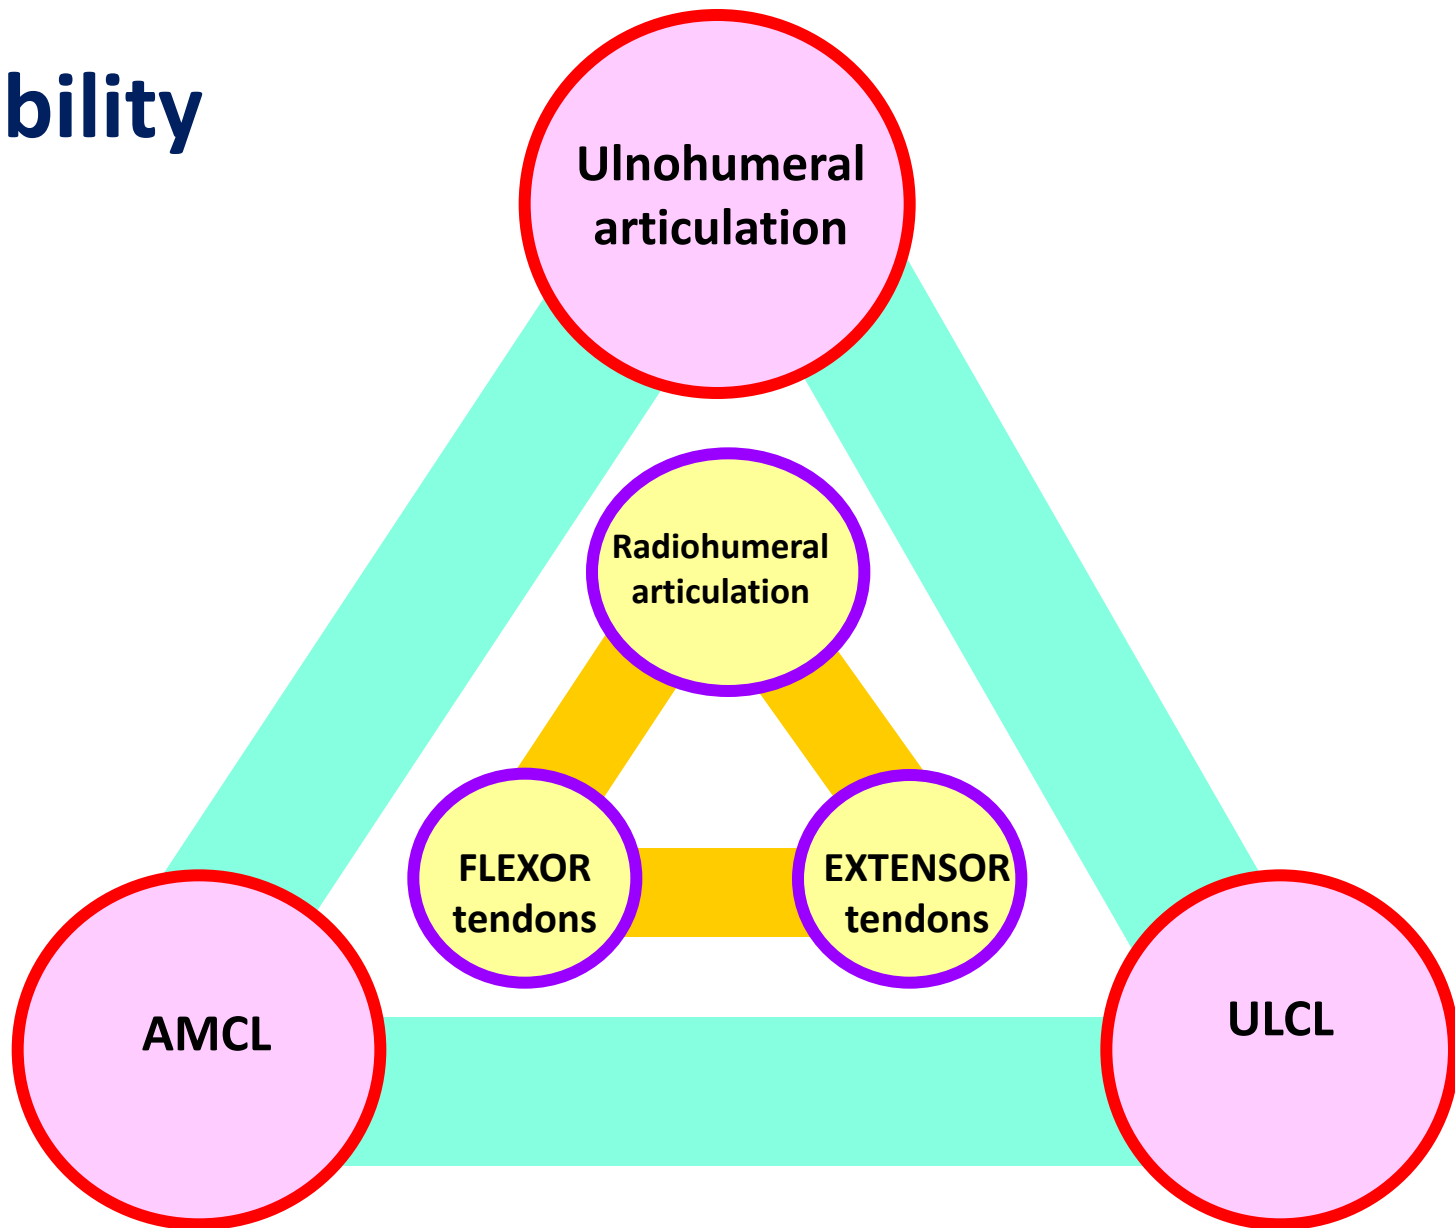 bility
Ulnohumeral
articulation
Radiohumeral
articulation
FLEXOR
tendons
EXTENSOR
tendons
AMCL
ULCL